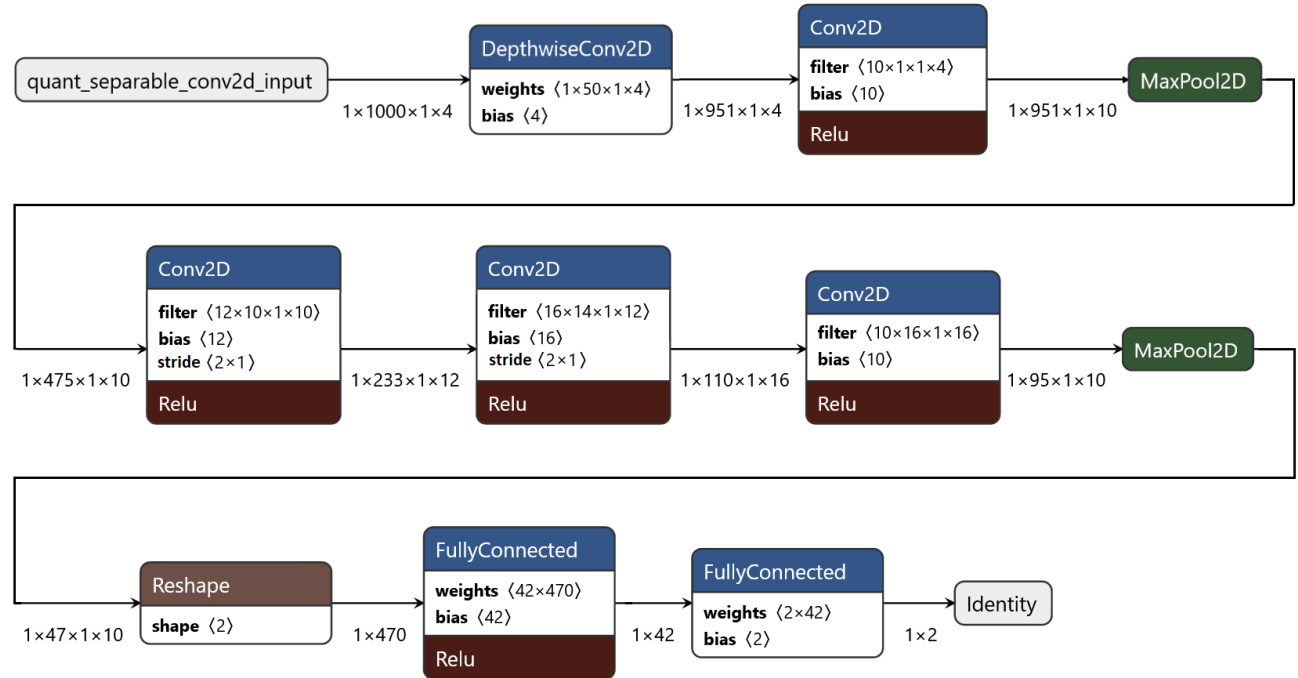 quant_separable_conv2d_input
1×1000×1×4
DepthwiseConv2D
weights ⟨1×50×1×4⟩
bias ⟨4⟩
1×951×1×4
Conv2D
filter ⟨10×1×1×4⟩
bias ⟨10⟩
Relu
1×951×1×10
MaxPool2D
1×475×1×10
Conv2D
filter ⟨12×10×1×10⟩
bias ⟨12⟩
stride ⟨2×1⟩
Relu
1×233×1×12
Conv2D
filter ⟨16×14×1×12⟩
bias ⟨16⟩
stride ⟨2×1⟩
Relu
1×110×1×16
Conv2D
filter ⟨10×16×1×16⟩
bias ⟨10⟩
Relu
1×95×1×10
MaxPool2D
1×47×1×10
Reshape
shape ⟨2⟩
1×470
FullyConnected
weights ⟨42×470⟩
bias ⟨42⟩
Relu
1×42
FullyConnected
weights ⟨2×42⟩
bias ⟨2⟩
1×2
Identity